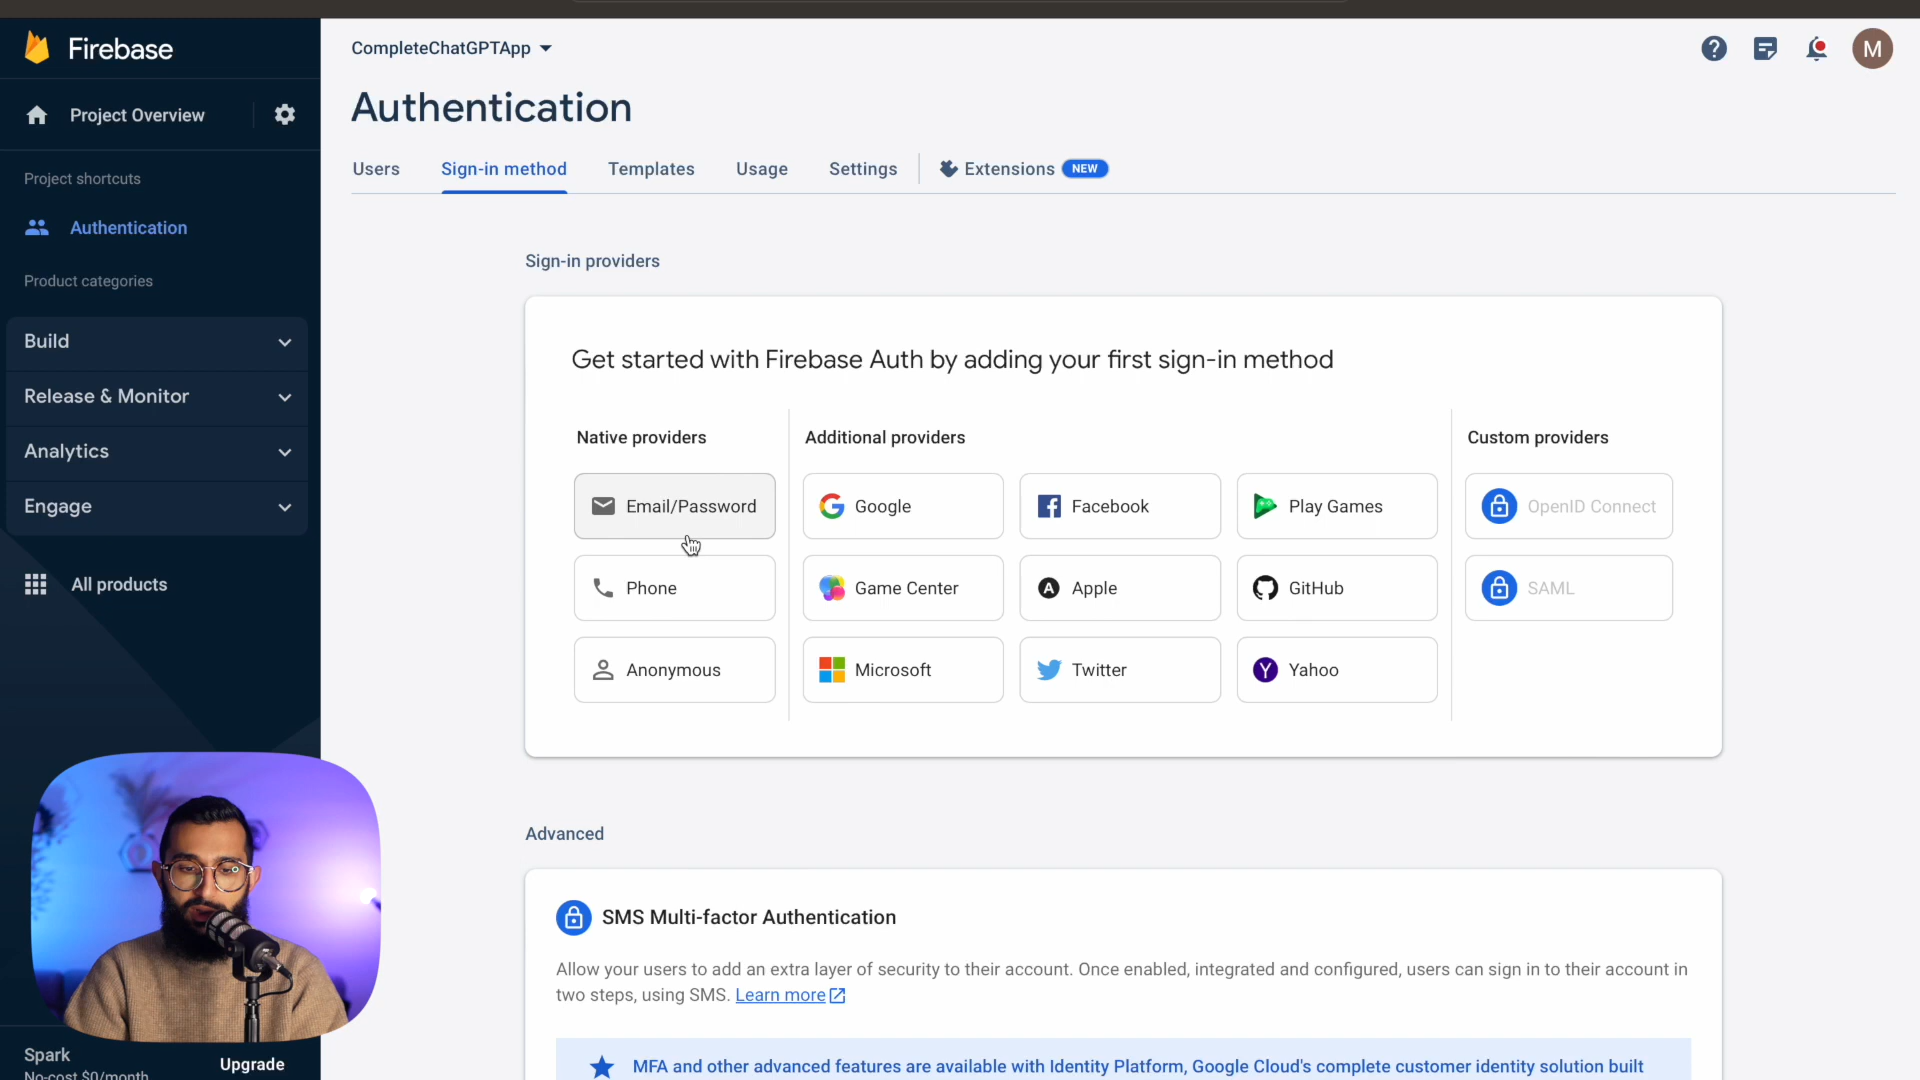 Firebase
CompleteChatGPTApp
M
Project Overview
Authentication
Users
Sign-in method
Templates
Usage
Settings
Extensions
NEW
Project shortcuts
Authentication
Product categories
Build
Release & Monitor
Analytics
Engage
All products
Sign-in providers
Get started with Firebase Auth by adding your first sign-in method
Native providers
Additional providers
Custom providers
Email/Password
Google
Facebook
Play Games
OpenID Connect
Phone
Game Center
Apple
GitHub
SAML
Anonymous
Microsoft
Twitter
Yahoo
Advanced
SMS Multi-factor Authentication
Allow your users to add an extra layer of security to their account. Once enabled, integrated and configured, users can sign in to their account in
two steps, using SMS. Learn more
MFA and other advanced features are available with Identity Platform, Google Cloud's complete customer identity solution built
Spark
No-cost $0/month
Upgrade